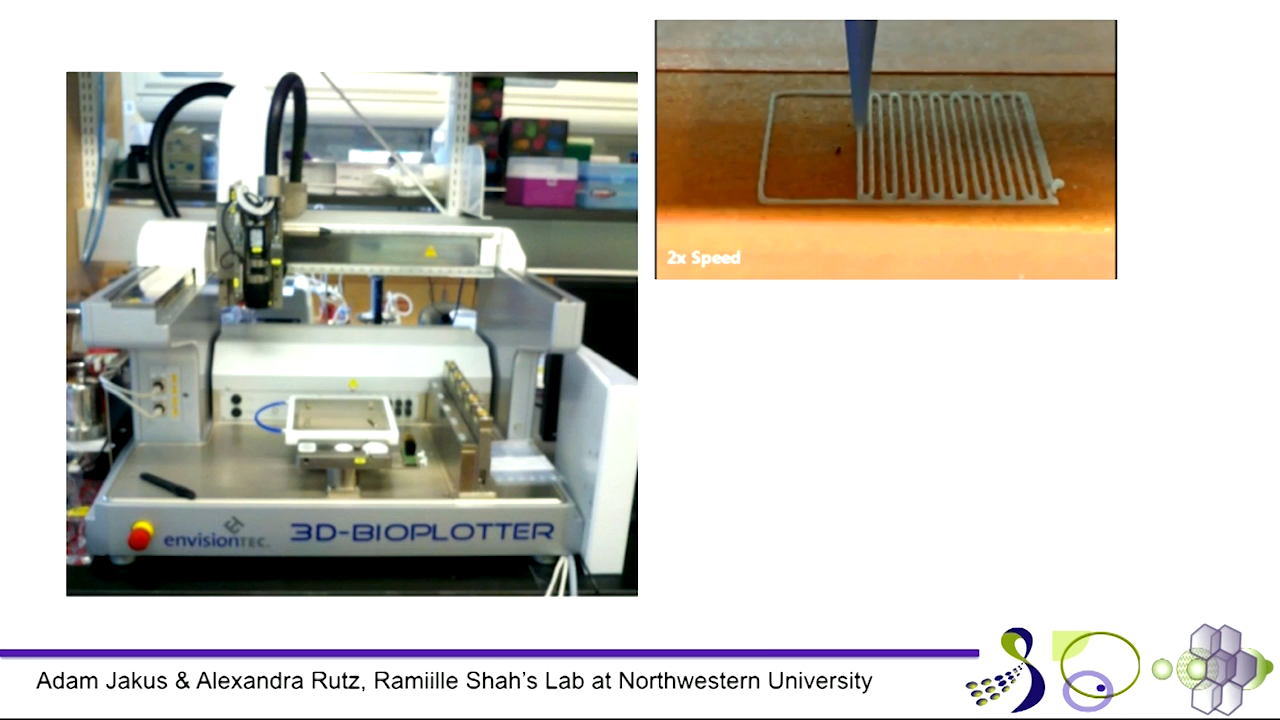 2x Speed
envisionTEC
3D-BIOPLOTTER
Adam Jakus & Alexandra Rutz, Ramiille Shah’s Lab at Northwestern University